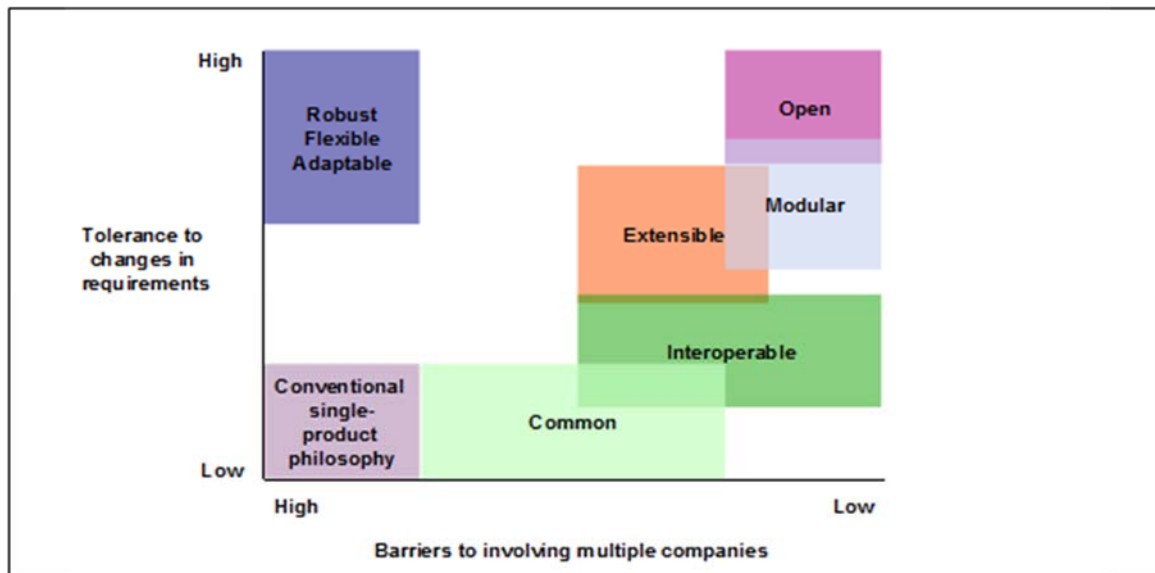 High
Robust
Flexible
Adaptable
Open
Modular
Extensible
Tolerance to
changes in
requirements
Interoperable
Conventional
single-
product
philosophy
Common
Low
High
Low
Barriers to involving multiple companies